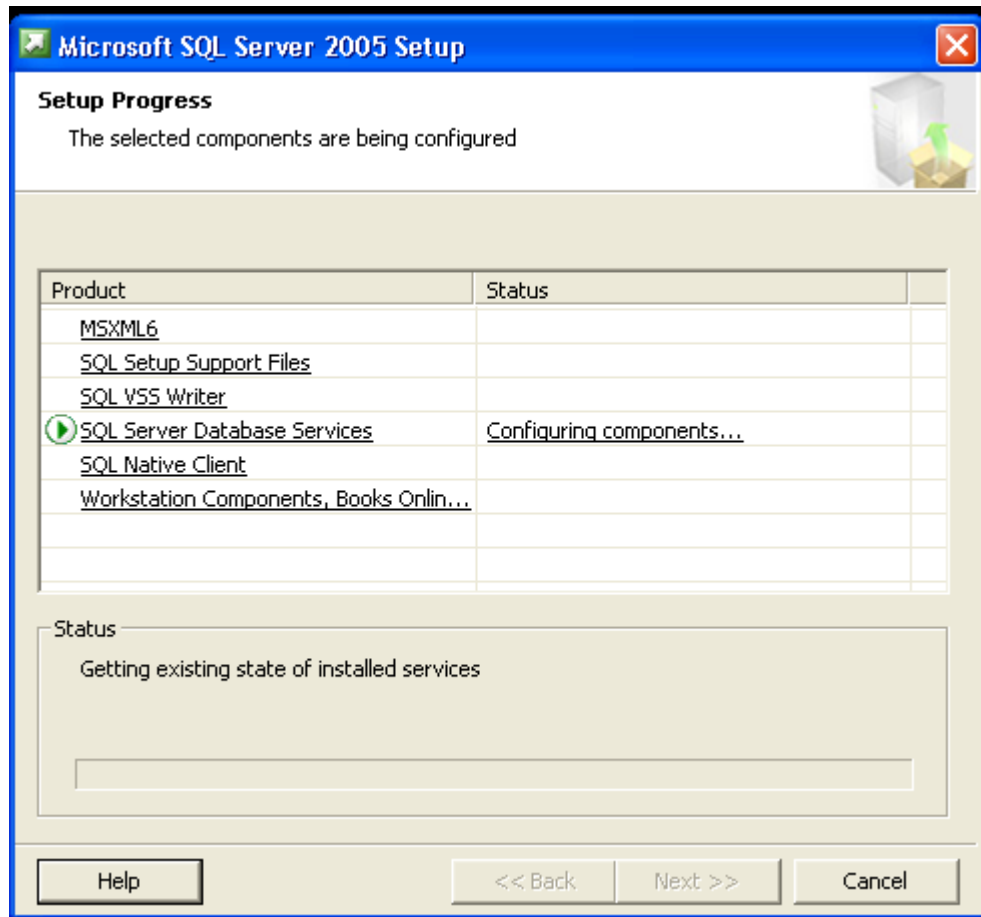 Microsoft SQL Server 2005 Setup
Setup Progress
The selected components are being configured
Product Status
MSXML6
SQL Setup Support Files
SQL VSS Writer
SQL Server Database Services Configuring components...
SQL Native Client
Workstation Components, Books Onlin...
Status
Getting existing state of installed services
Help << Back Next >> Cancel